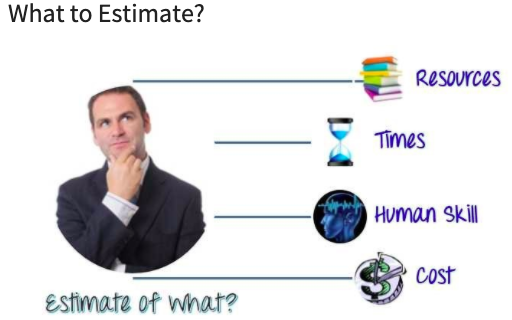 What to Estimate?
Resources
Times
Human Skill
Cost
Estimate of what?